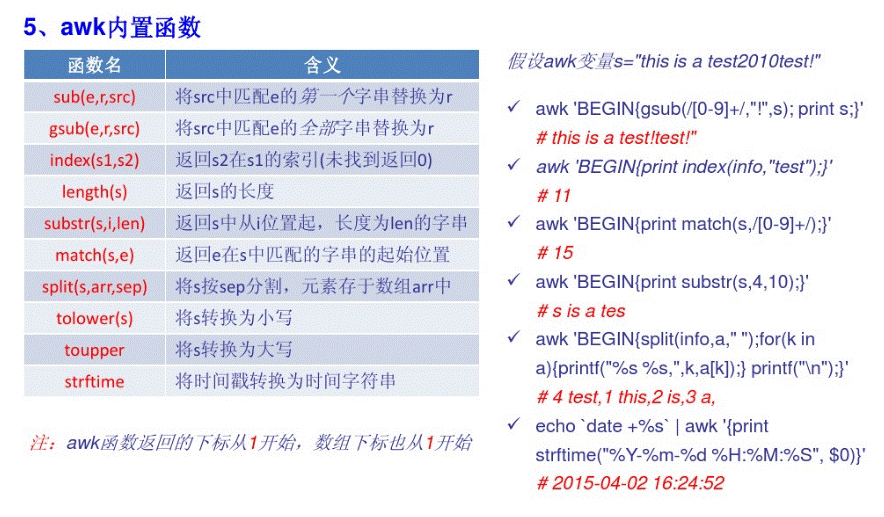 5、awk内置函数
函数名 含义
sub(e,r,src) 将src中匹配e的第一个字串替换为r
gsub(e,r,src) 将src中匹配e的全部字串替换为r
index(s1,s2) 返回s2在s1的索引(未找到返回0)
length(s) 返回s的长度
substr(s,i,len) 返回s中从i位置起，长度为len的字串
match(s,e) 返回e在s中匹配的字串的起始位置
split(s,arr,sep) 将s按sep分割，元素存于数组arr中
tolower(s) 将s转换为小写
toupper 将s转换为大写
strftime 将时间戳转换为时间字符串
注：awk函数返回的下标从1开始，数组下标也从1开始
假设awk变量s="this is a test2010test!"
✓ awk 'BEGIN{gsub(/[0-9]+/,"!",s); print s;}'
# this is a test!test!"
✓ awk 'BEGIN{print index(info,"test");}'
# 11
✓ awk 'BEGIN{print match(s,/[0-9]+/);}'
# 15
✓ awk 'BEGIN{print substr(s,4,10);}'
# s is a tes
✓ awk 'BEGIN{split(info,a," ");for(k in
a){printf("%s %s,",k,a[k]);} printf("\n");}'
# 4 test,1 this,2 is,3 a,
✓ echo `date +%s` | awk '{print
strftime("%Y-%m-%d %H:%M:%S", $0)}'
# 2015-04-02 16:24:52